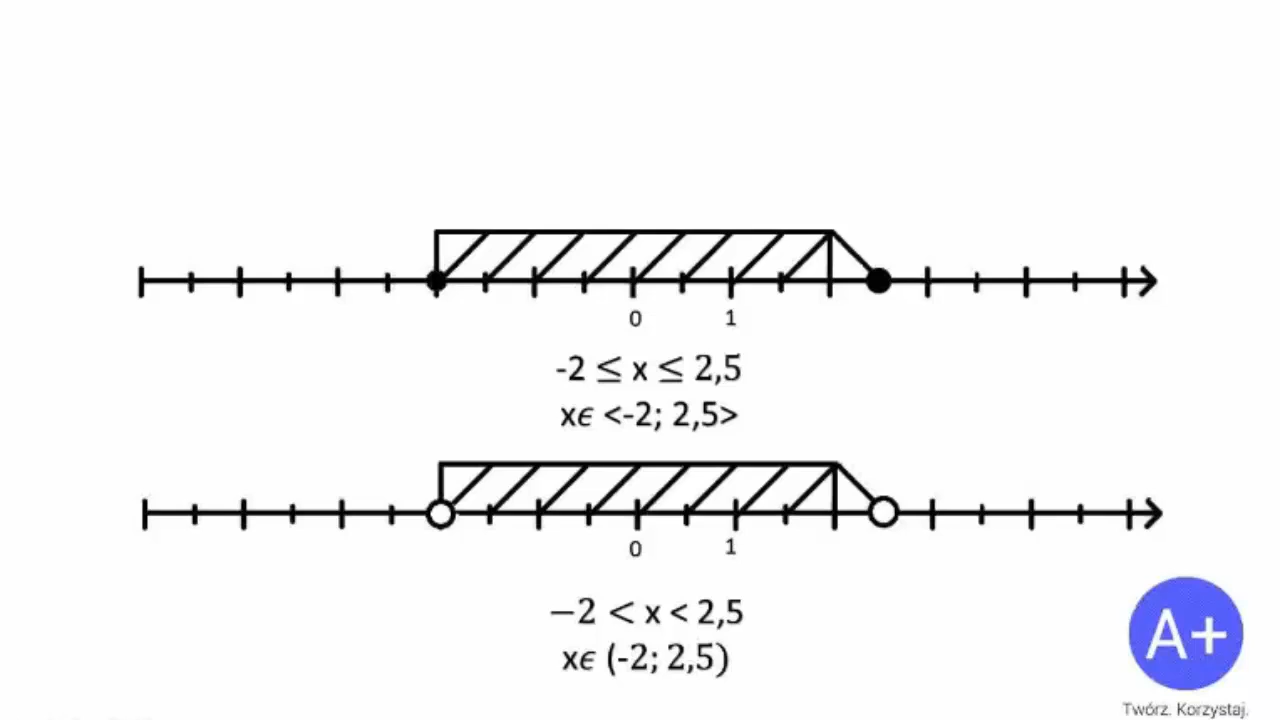 0 1
-2 ≤ x ≤ 2,5
xϵ <-2; 2,5>
0 1
−2 < x < 2,5
xϵ (-2; 2,5)
A+
Twórz. Korzystaj.